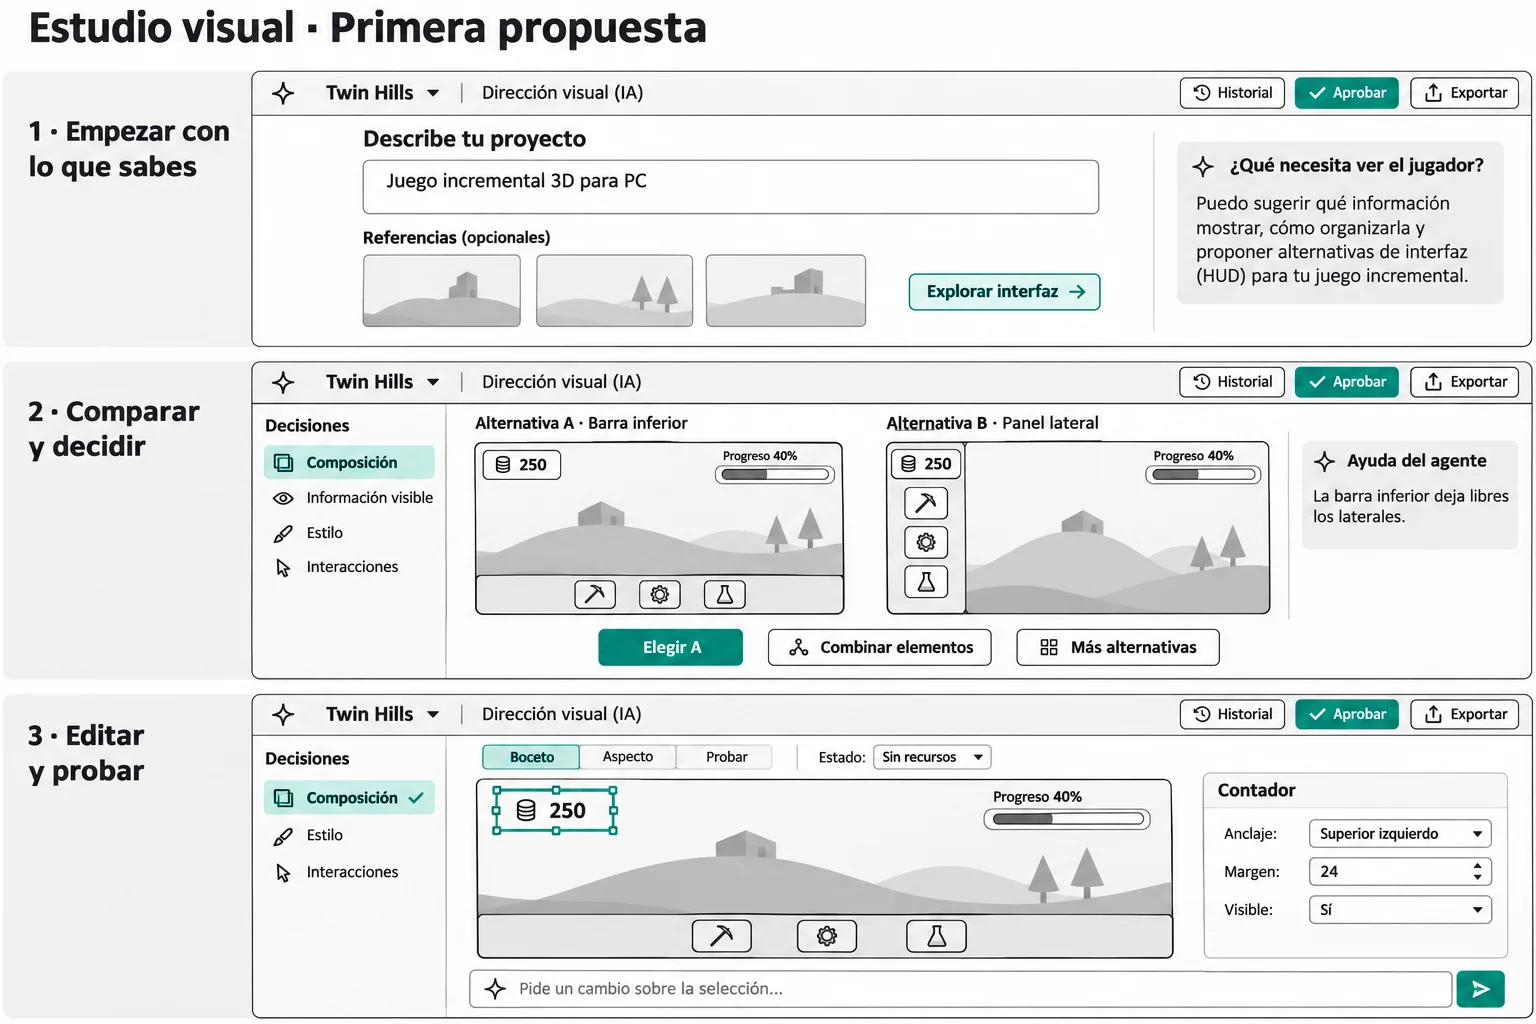 Estudio visual · Primera propuesta
1 · Empezar con
lo que sabes
Twin Hills
Dirección visual (IA)
Historial
Aprobar
Exportar
Describe tu proyecto
Juego incremental 3D para PC
Referencias (opcionales)
Explorar interfaz →
¿Qué necesita ver el jugador?
Puedo sugerir qué información
mostrar, cómo organizarla y
proponer alternativas de interfaz
(HUD) para tu juego incremental.
2 · Comparar
y decidir
Twin Hills
Dirección visual (IA)
Historial
Aprobar
Exportar
Decisiones
Composición
Información visible
Estilo
Interacciones
Alternativa A · Barra inferior
250
Progreso 40%
Alternativa B · Panel lateral
250
Progreso 40%
Ayuda del agente
La barra inferior deja libres
los laterales.
Elegir A
Combinar elementos
Más alternativas
3 · Editar
y probar
Twin Hills
Dirección visual (IA)
Historial
Aprobar
Exportar
Decisiones
Composición
Estilo
Interacciones
Boceto
Aspecto
Probar
Estado:
Sin recursos
250
Progreso 40%
Contador
Anclaje:
Superior izquierdo
Margen:
24
Visible:
Sí
Pide un cambio sobre la selección...